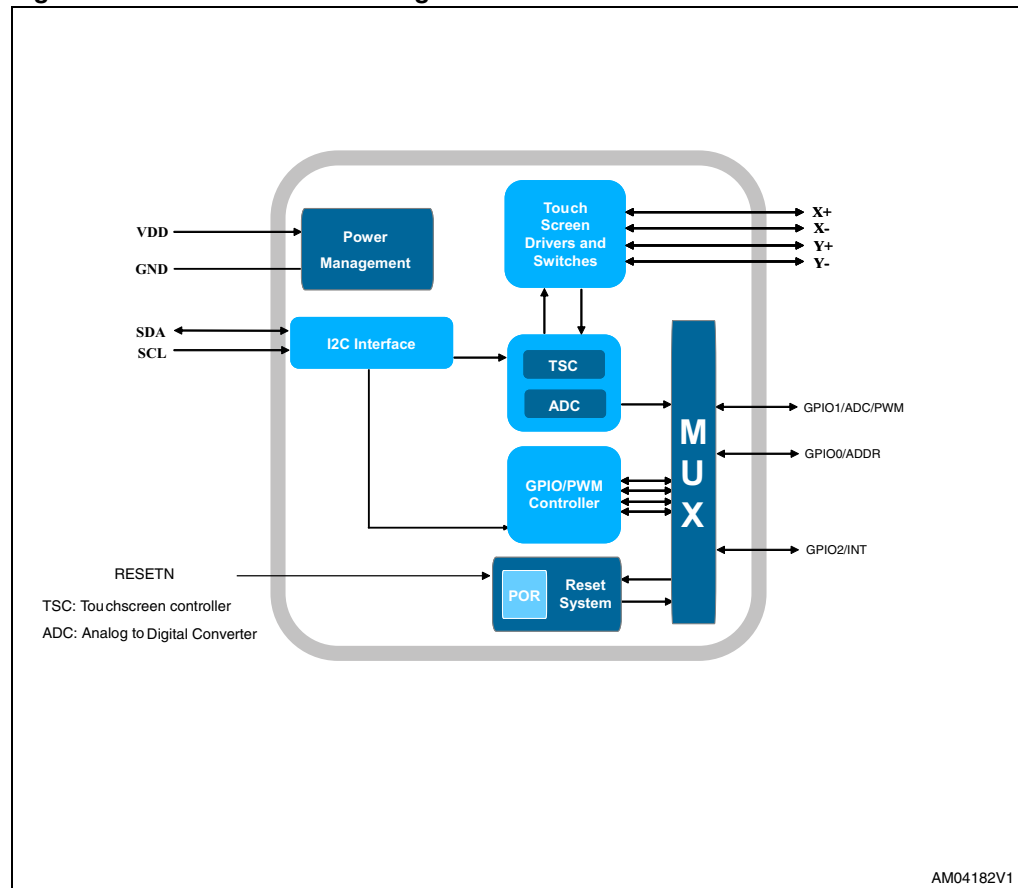 VDD
GND
SDA
SCL
Power
Management
I2C Interface
Touch
Screen
Drivers and
Switches
X+
X-
Y+
Y-
TSC
ADC
GPIO/PWM
Controller
M
U
X
GPIO1/ADC/PWM
GPIO0/ADDR
GPIO2/INT
RESETN
POR
Reset
System
TSC: Touchscreen controller
ADC: Analog to Digital Converter
AM04182V1